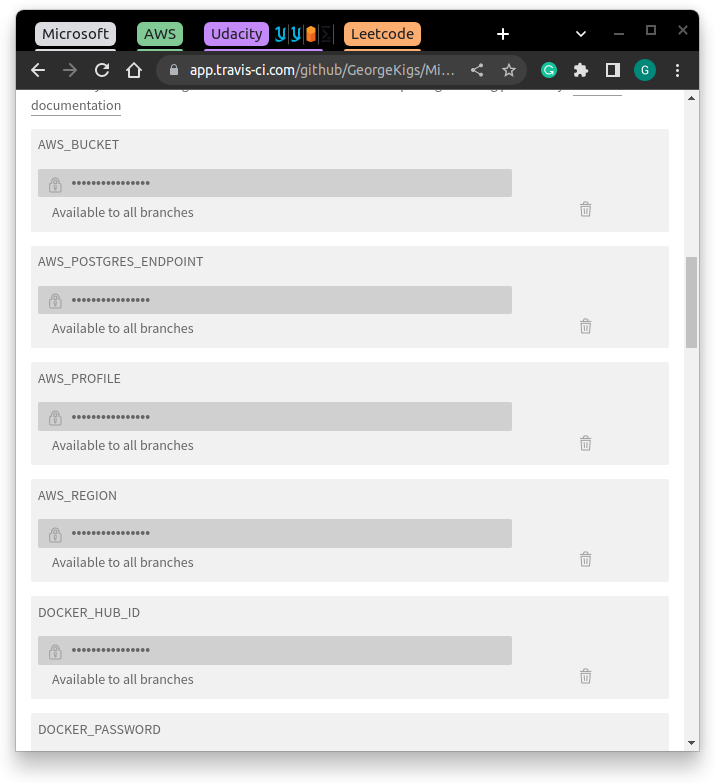 Microsoft AWS Udacity Leetcode
app.travis-ci.com/github/GeorgeKigs/Mi... G G
documentation
AWS_BUCKET
••••••••••••••••
Available to all branches
AWS_POSTGRES_ENDPOINT
••••••••••••••••
Available to all branches
AWS_PROFILE
••••••••••••••••
Available to all branches
AWS_REGION
••••••••••••••••
Available to all branches
DOCKER_HUB_ID
••••••••••••••••
Available to all branches
DOCKER_PASSWORD